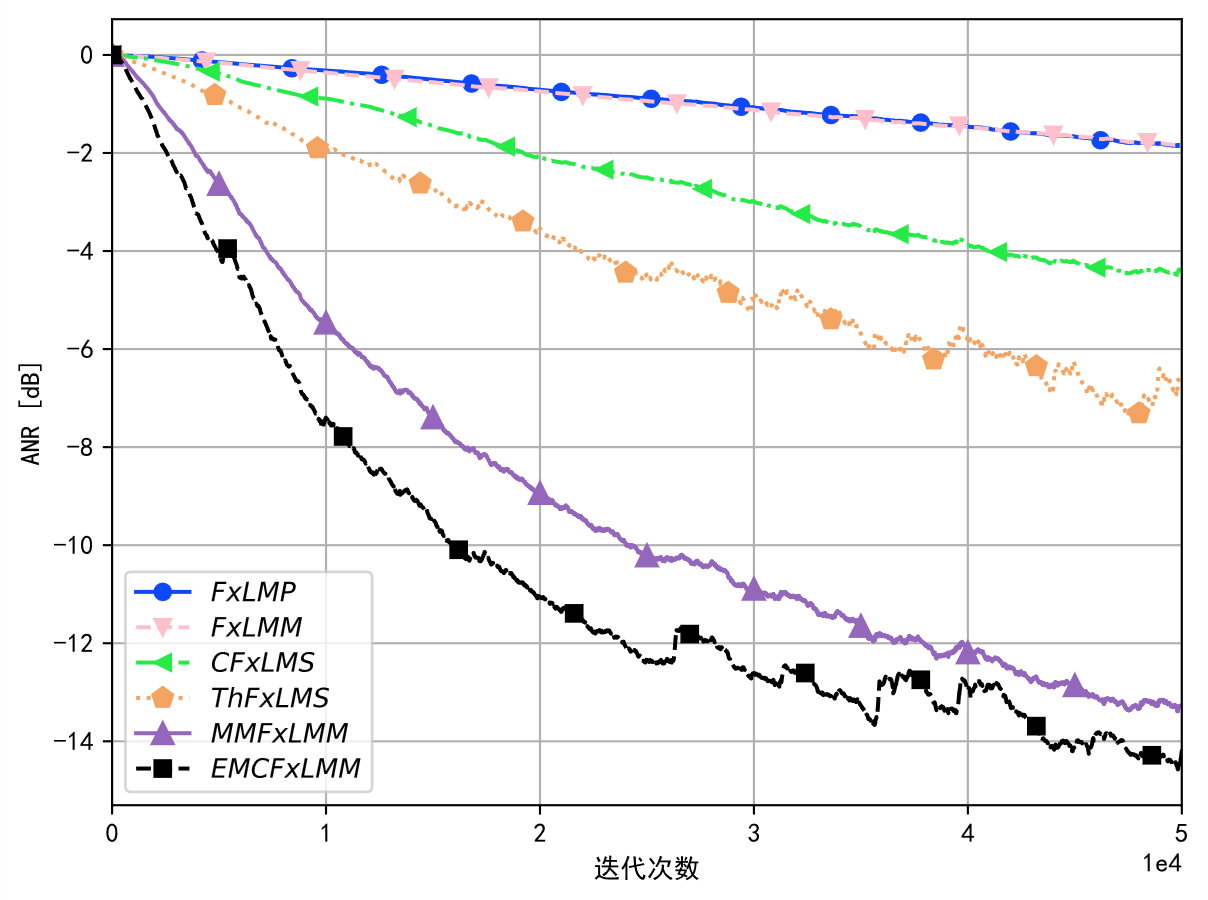 0
−2
−4
−6
−8
−10
−12
−14
ANR [dB]
FxLMP
FxLMM
CFxLMS
ThFxLMS
MMFxLMM
EMCFxLMM
0 1 2 3 4 5
1e4
迭代次数